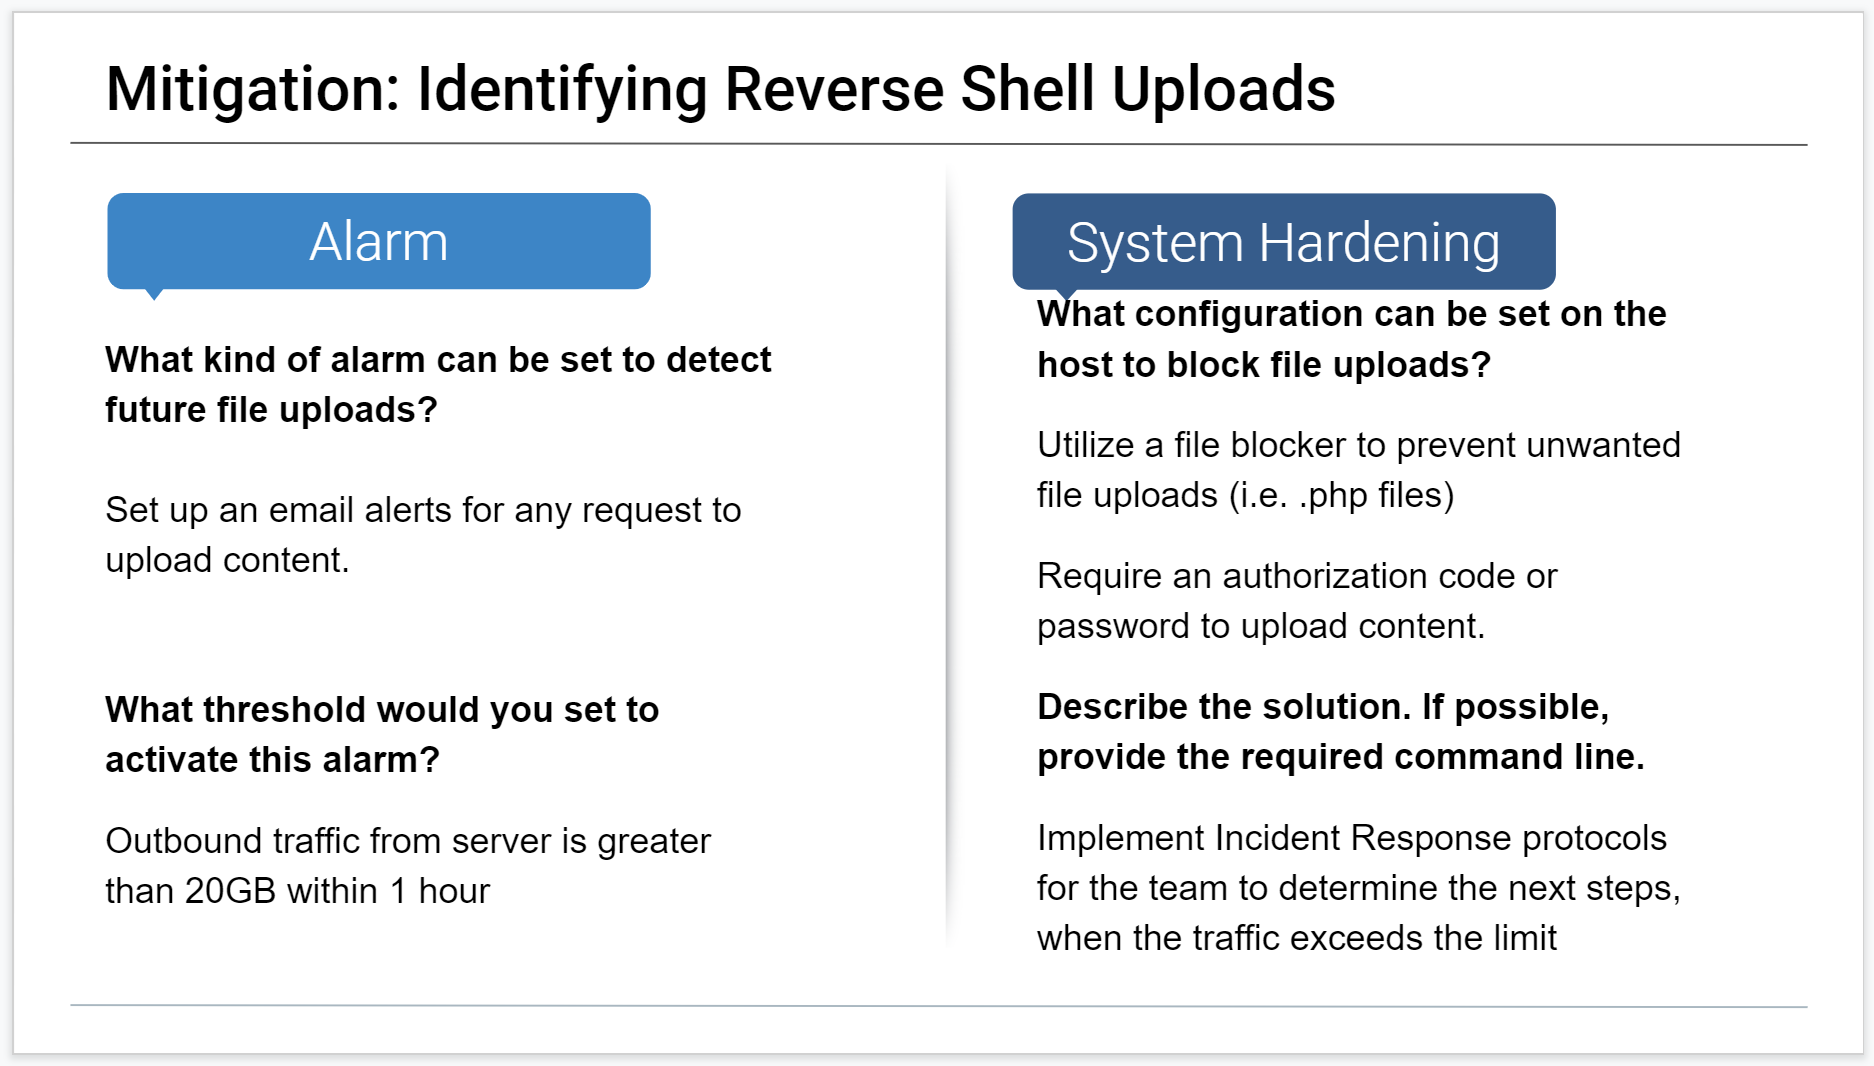 Mitigation: Identifying Reverse Shell Uploads
Alarm
What kind of alarm can be set to detect
future file uploads?
Set up an email alerts for any request to
upload content.
What threshold would you set to
activate this alarm?
Outbound traffic from server is greater
than 20GB within 1 hour
System Hardening
What configuration can be set on the
host to block file uploads?
Utilize a file blocker to prevent unwanted
file uploads (i.e. .php files)
Require an authorization code or
password to upload content.
Describe the solution. If possible,
provide the required command line.
Implement Incident Response protocols
for the team to determine the next steps,
when the traffic exceeds the limit